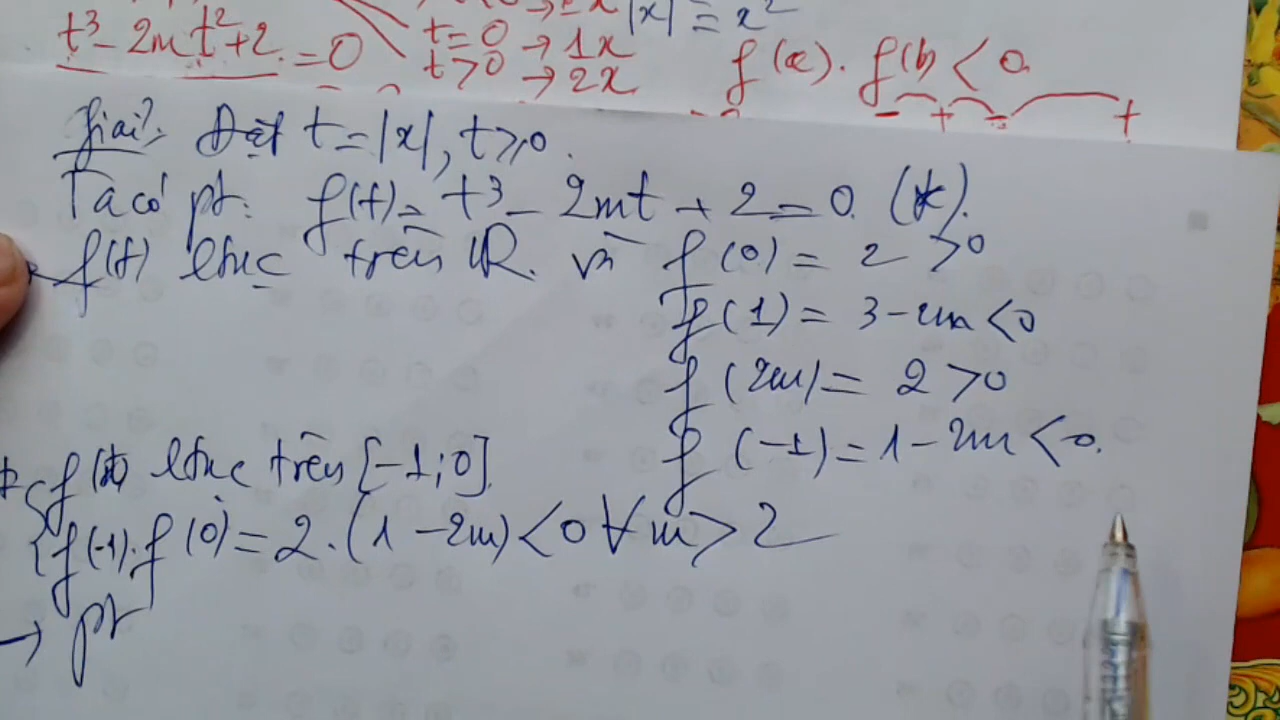 |x|² = x²
t³ - 2mt² + 2 = 0
t = 0 → 1x
t > 0 → 2x
f(a). f(b) < 0
- + - +
Giải: Đặt t = |x|, t ≥ 0.
Ta có pt: f(t) = t³ - 2mt + 2 = 0 (*).
f(t) ltục trên R. và f(0) = 2 > 0
f(1) = 3 - 2m < 0
f(2m) = 2 > 0
f(-1) = 1 - 2m < 0.
* f(t) ltục trên [-1; 0]
f(-1). f(0) = 2. (1 - 2m) < 0 ∀ m > 2
→ pt